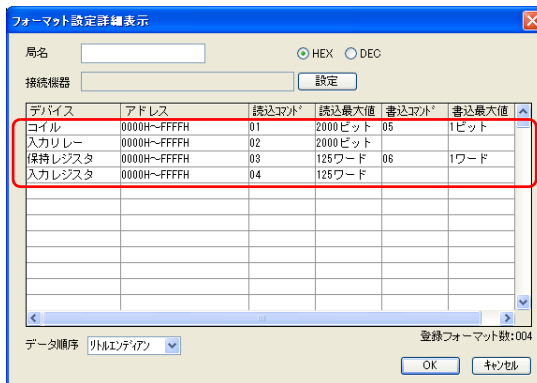 フォーマット設定詳細表示
局名 HEX DEC
接続機器 設定
デバイス アドレス 読込コマンド 読込最大値 書込コマンド 書込最大値
コイル 0000H～FFFFH 01 2000ビット 05 1ビット
入力リレー 0000H～FFFFH 02 2000ビット
保持レジスタ 0000H～FFFFH 03 125ワード 06 1ワード
入力レジスタ 0000H～FFFFH 04 125ワード
登録フォーマット数:004
データ順序 リトルエンディアン
OK キャンセル